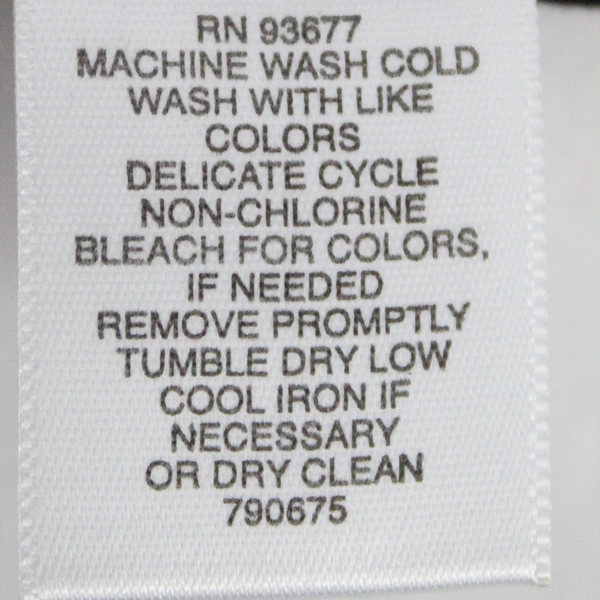 RN 93677
MACHINE WASH COLD
WASH WITH LIKE
COLORS
DELICATE CYCLE
NON-CHLORINE
BLEACH FOR COLORS,
IF NEEDED
REMOVE PROMPTLY
TUMBLE DRY LOW
COOL IRON IF
NECESSARY
OR DRY CLEAN
790675